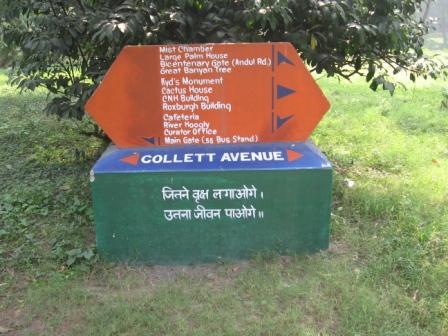 Mist Chamber
Large Palm House
Bicentenary Gate (Andul Rd.)
Great Banyan Tree
Kyd's Monument
Cactus House
CNH Building
Roxburgh Building
Cafeteria
River Hoogly
Curator Office
Main Gate (55 Bus Stand)
COLLETT AVENUE
जितने वृक्ष लगाओगे।
उतना जीवन पाओगे॥